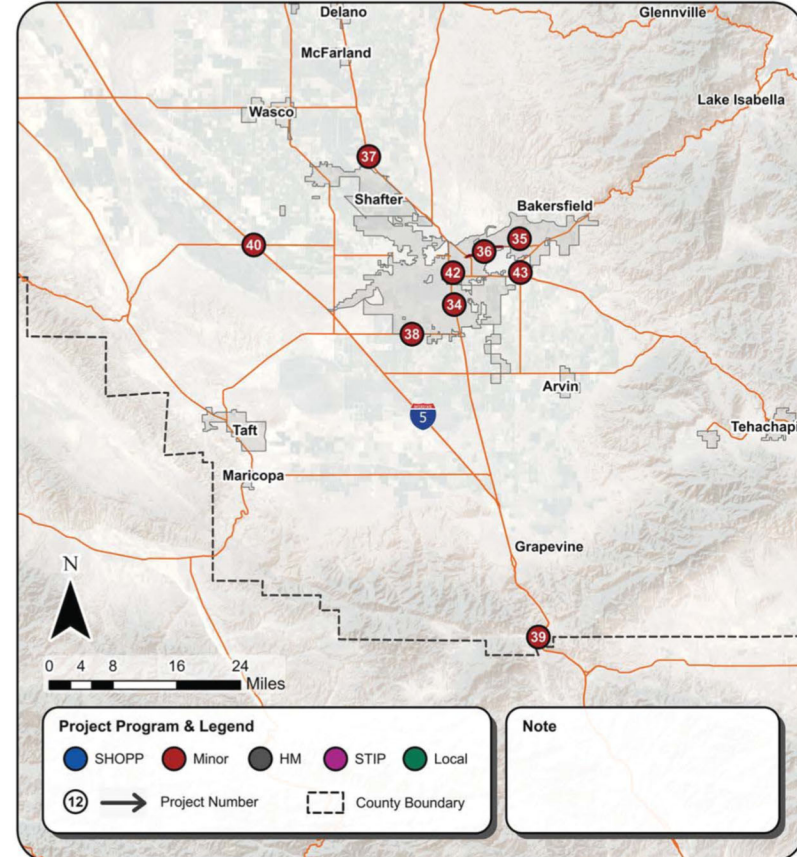 Delano
Glennville
McFarland
Lake Isabella
Wasco
37
Shafter
Bakersfield
35
40
36
42
43
34
38
Arvin
5
Taft
Tehachapi
Maricopa
Grapevine
N
39
0 4 8 16 24
Miles
Project Program & Legend
SHOPP
Minor
HM
STIP
Local
12
Project Number
County Boundary
Note